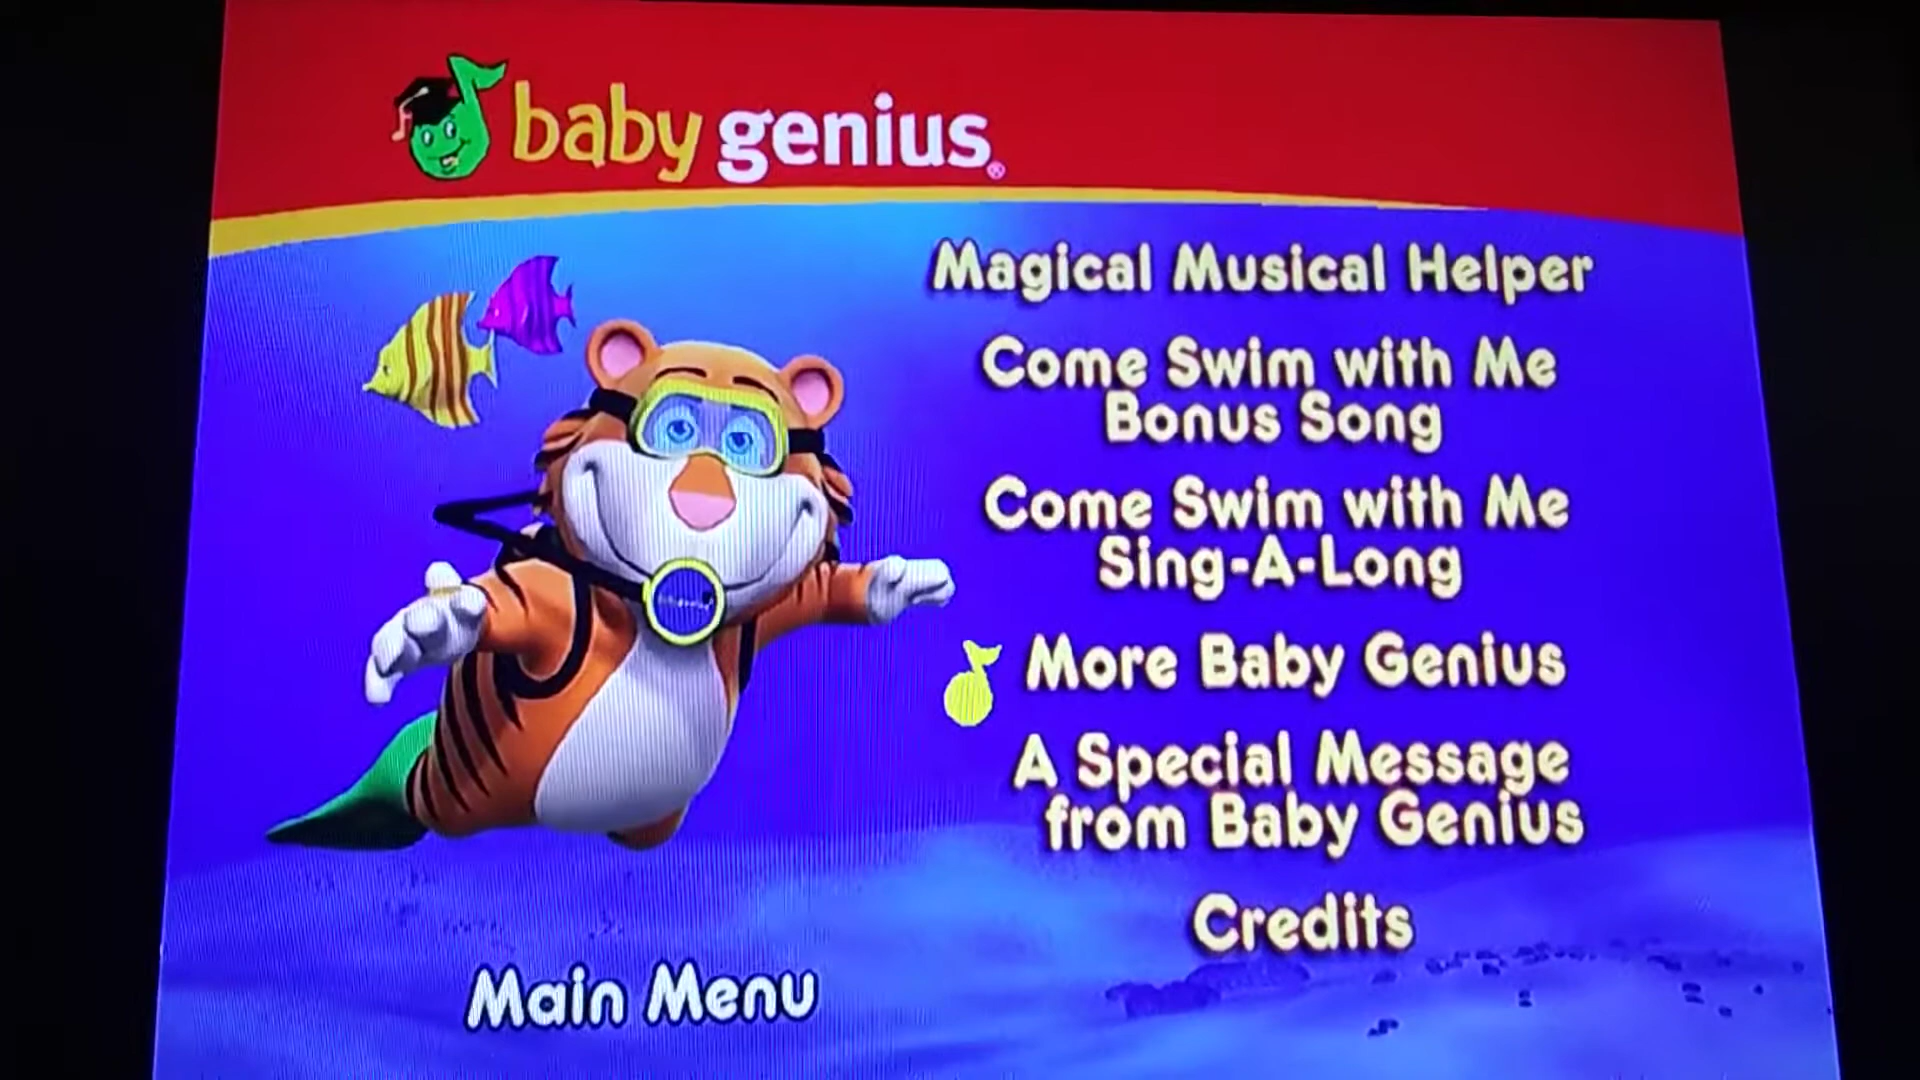 baby genius®
Magical Musical Helper
Come Swim with Me
Bonus Song
Come Swim with Me
Sing-A-Long
More Baby Genius
A Special Message
from Baby Genius
Credits
Main Menu